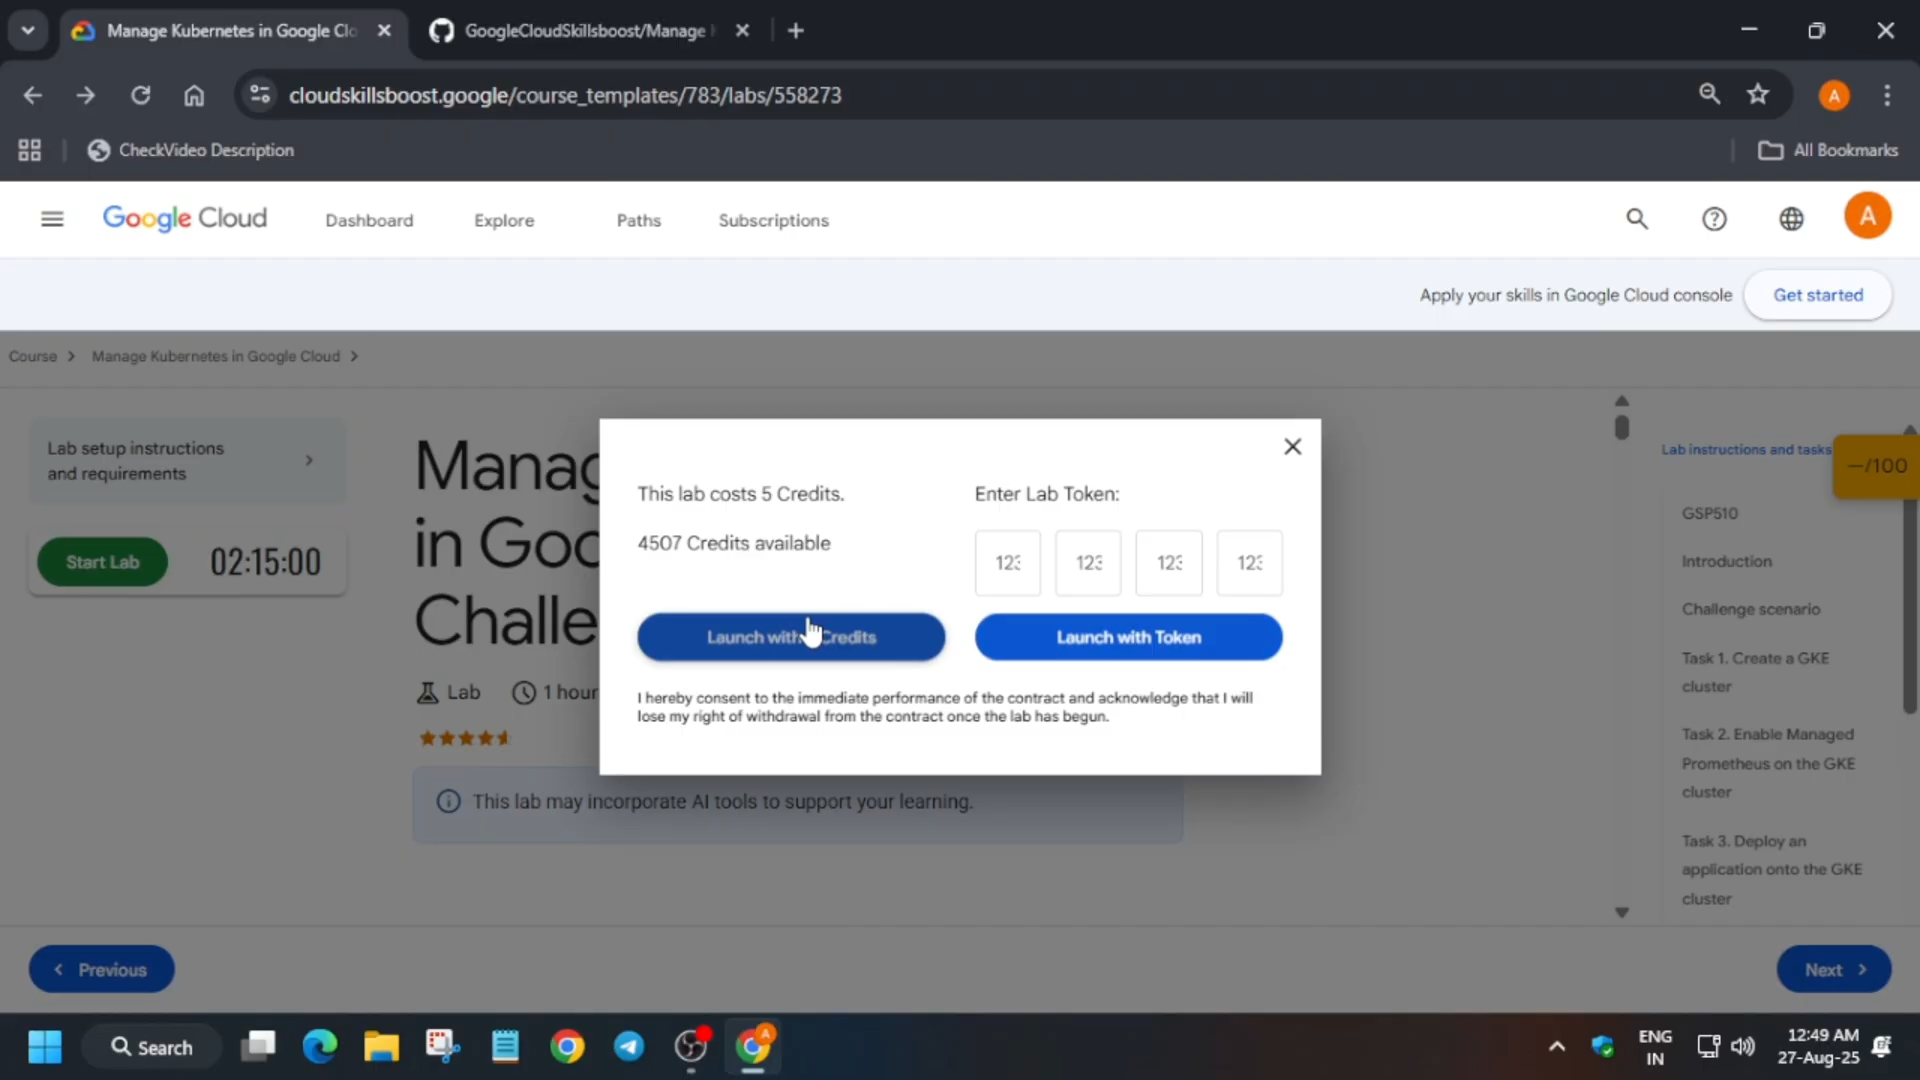 Manage Kubernetes in Google Clo
GoogleCloudSkillsboost/Manage
cloudskillsboost.google/course_templates/783/labs/558273
A
CheckVideo Description
All Bookmarks
Google Cloud
Dashboard
Explore
Paths
Subscriptions
A
Apply your skills in Google Cloud console
Get started
Course > Manage Kubernetes in Google Cloud >
Lab setup instructions
and requirements
Start Lab
02:15:00
Manag
in Goo
Challe
Lab
1 hour
This lab may incorporate AI tools to support your learning.
This lab costs 5 Credits.
4507 Credits available
Launch with Credits
Enter Lab Token:
123 123 123 123
Launch with Token
I hereby consent to the immediate performance of the contract and acknowledge that I will
lose my right of withdrawal from the contract once the lab has begun.
Lab instructions and tasks
—/100
GSP510
Introduction
Challenge scenario
Task 1. Create a GKE
cluster
Task 2. Enable Managed
Prometheus on the GKE
cluster
Task 3. Deploy an
application onto the GKE
cluster
Previous
Next
Search
A
ENG
IN
12:49 AM
27-Aug-25